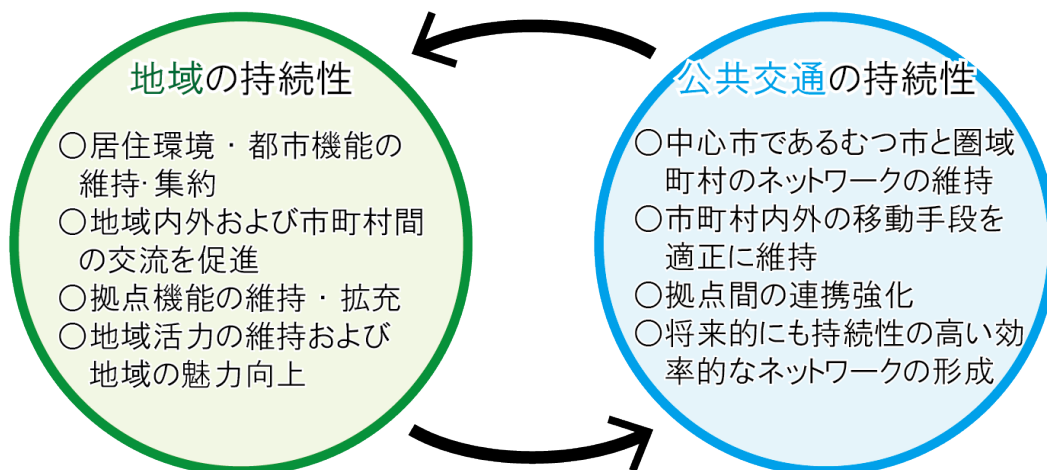 地域の持続性
○居住環境・都市機能の
維持・集約
○地域内外および市町村間
の交流を促進
○拠点機能の維持・拡充
○地域活力の維持および
地域の魅力向上
公共交通の持続性
○中心市であるむつ市と圏域
町村のネットワークの維持
○市町村内外の移動手段を
適正に維持
○拠点間の連携強化
○将来的にも持続性の高い効
率的なネットワークの形成